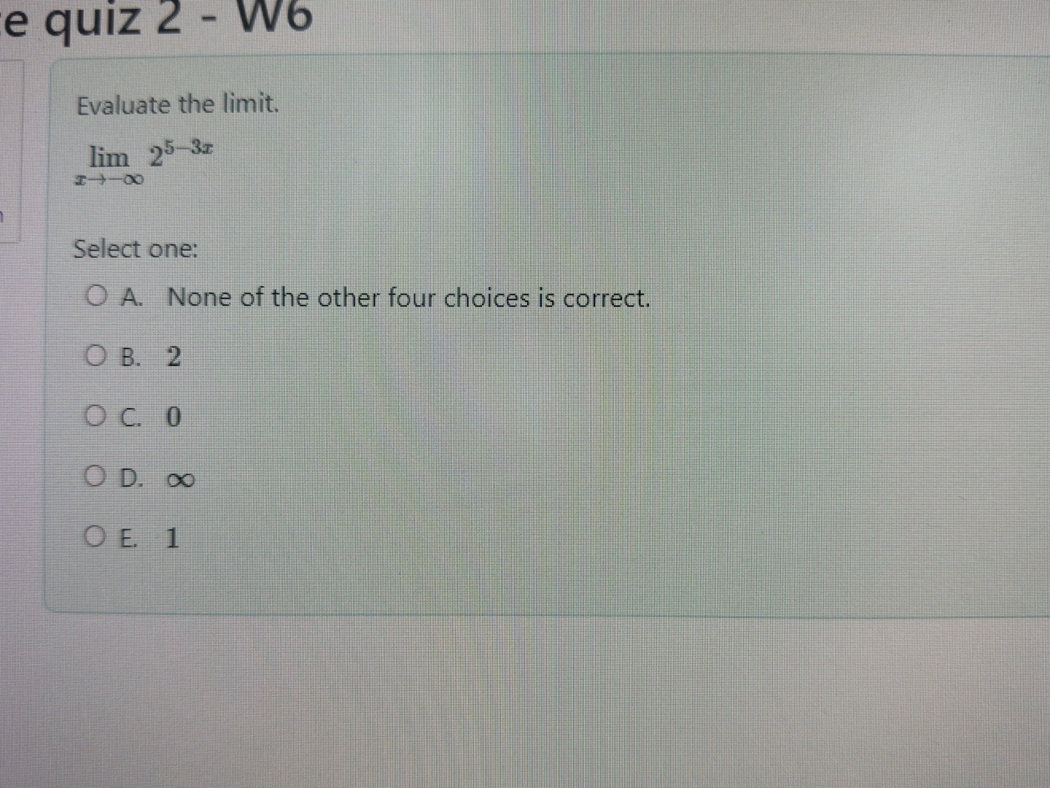 e quiz 2 - W6
Evaluate the limit.
lim 2^{5-3x}
x→-∞
Select one:
A. None of the other four choices is correct.
B. 2
C. 0
D. ∞
E. 1